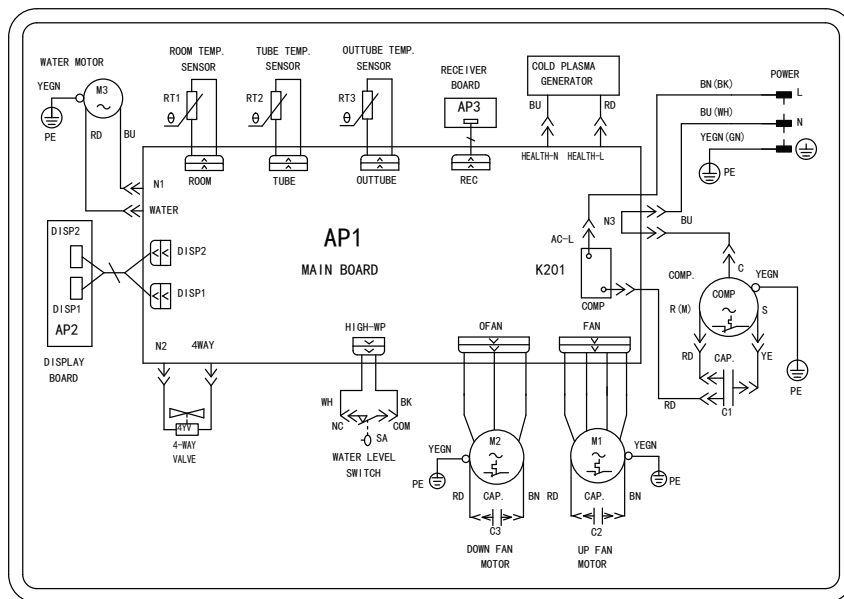 ROOM TEMP.
SENSOR
TUBE TEMP.
SENSOR
OUTTUBE TEMP.
SENSOR
WATER MOTOR
YEGN
M3
PE
RD
BU
RT1
θ
RT2
θ
RT3
θ
RECEIVER
BOARD
AP3
COLD PLASMA
GENERATOR
BU
RD
HEALTH-N
HEALTH-L
BN(BK)
POWER
L
BU(WH)
N
YEGN(GN)
PE
ROOM
TUBE
OUTTUBE
REC
N1
WATER
AP1
MAIN BOARD
AC-L
K201
COMP
N3
BU
DISP2
DISP1
AP2
DISPLAY
BOARD
DISP2
DISP1
C
YEGN
COMP.
COMP
R(M)
S
RD
CAP.
YE
C1
RD
PE
N2
4WAY
4YV
4-WAY
VALVE
HIGH-WP
WH
BK
NC
COM
SA
WATER LEVEL
SWITCH
OFAN
FAN
YEGN
M2
PE
RD
CAP.
BN
C3
DOWN FAN
MOTOR
M1
YEGN
PE
RD
CAP.
BN
C2
UP FAN
MOTOR